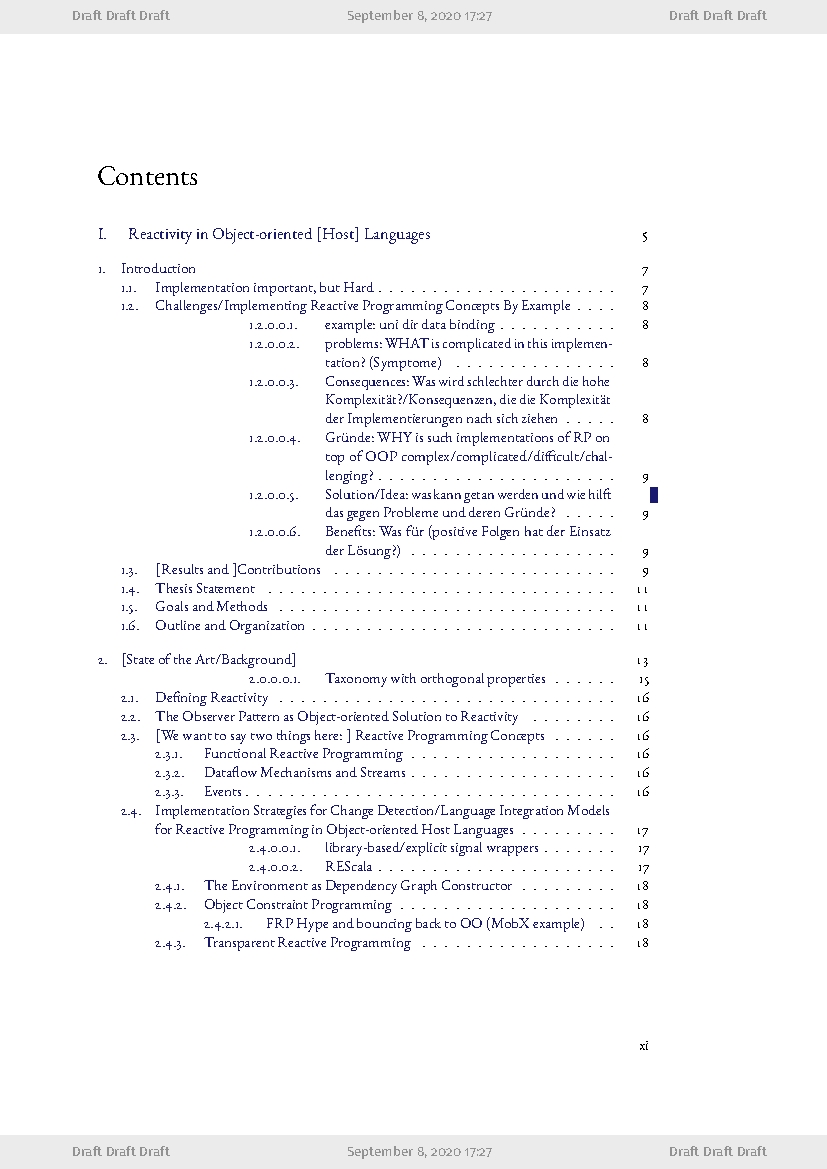 Draft Draft Draft September 8, 2020 17:27 Draft Draft Draft
Contents
I. Reactivity in Object-oriented [Host] Languages 5
1. Introduction 7
1.1. Implementation important, but Hard . . . . . . . . . . . . . . . . . . . . . . 7
1.2. Challenges/Implementing Reactive Programming Concepts By Example . . . . 8
1.2.0.0.1. example: uni dir data binding . . . . . . . . . . . 8
1.2.0.0.2. problems: WHAT is complicated in this implemen-
tation? (Symptome) . . . . . . . . . . . . . . . 8
1.2.0.0.3. Consequences: Was wird schlechter durch die hohe
Komplexität?/Konsequenzen, die die Komplexität
der Implementierungen nach sich ziehen . . . . . 8
1.2.0.0.4. Gründe: WHY is such implementations of RP on
top of OOP complex/complicated/difficult/chal-
lenging? . . . . . . . . . . . . . . . . . . . . . . 9
1.2.0.0.5. Solution/Idea: was kann getan werden und wie hilft
das gegen Probleme und deren Gründe? . . . . . 9
1.2.0.0.6. Benefits: Was für (positive Folgen hat der Einsatz
der Lösung?) . . . . . . . . . . . . . . . . . . . 9
1.3. [Results and ]Contributions . . . . . . . . . . . . . . . . . . . . . . . . . . 9
1.4. Thesis Statement . . . . . . . . . . . . . . . . . . . . . . . . . . . . . . . . 11
1.5. Goals and Methods . . . . . . . . . . . . . . . . . . . . . . . . . . . . . . . 11
1.6. Outline and Organization . . . . . . . . . . . . . . . . . . . . . . . . . . . . 11
2. [State of the Art/Background] 13
2.0.0.0.1. Taxonomy with orthogonal properties . . . . . . 15
2.1. Defining Reactivity . . . . . . . . . . . . . . . . . . . . . . . . . . . . . . . 16
2.2. The Observer Pattern as Object-oriented Solution to Reactivity . . . . . . . . 16
2.3. [We want to say two things here: ] Reactive Programming Concepts . . . . . . 16
2.3.1. Functional Reactive Programming . . . . . . . . . . . . . . . . . . . 16
2.3.2. Dataflow Mechanisms and Streams . . . . . . . . . . . . . . . . . . . 16
2.3.3. Events . . . . . . . . . . . . . . . . . . . . . . . . . . . . . . . . . . 16
2.4. Implementation Strategies for Change Detection/Language Integration Models
for Reactive Programming in Object-oriented Host Languages . . . . . . . . . 17
2.4.0.0.1. library-based/explicit signal wrappers . . . . . . . 17
2.4.0.0.2. REScala . . . . . . . . . . . . . . . . . . . . . . 17
2.4.1. The Environment as Dependency Graph Constructor . . . . . . . . . 18
2.4.2. Object Constraint Programming . . . . . . . . . . . . . . . . . . . . 18
2.4.2.1. FRP Hype and bouncing back to OO (MobX example) . . 18
2.4.3. Transparent Reactive Programming . . . . . . . . . . . . . . . . . . 18
xi
Draft Draft Draft September 8, 2020 17:27 Draft Draft Draft